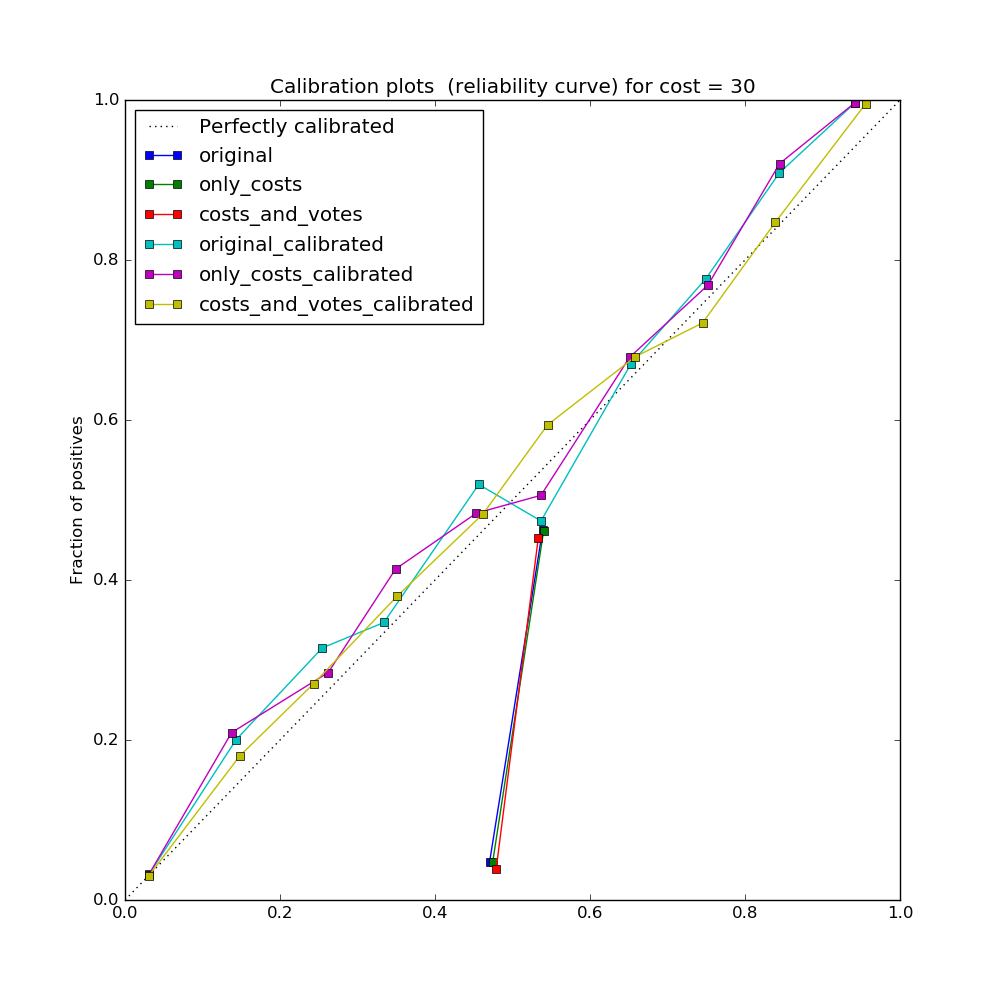 Calibration plots  (reliability curve) for cost = 30
Perfectly calibrated
original
only_costs
costs_and_votes
original_calibrated
only_costs_calibrated
costs_and_votes_calibrated
Fraction of positives
1.0
0.8
0.6
0.4
0.2
0.0
0.0 0.2 0.4 0.6 0.8 1.0